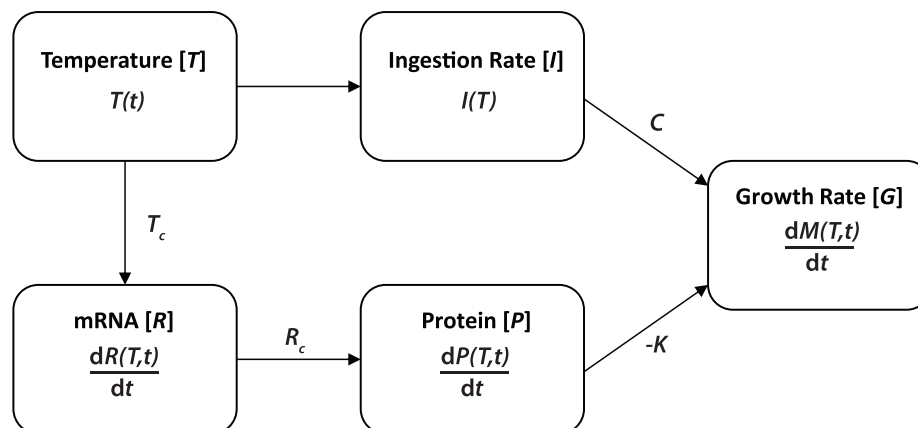 Temperature [T]
T(t)
Ingestion Rate [I]
I(T)
C
Growth Rate [G]
dM(T,t)
dt
T_c
mRNA [R]
dR(T,t)
dt
R_c
Protein [P]
dP(T,t)
dt
-K